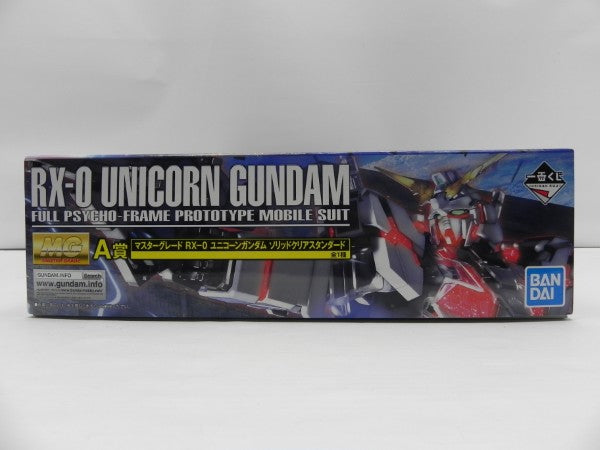 RX-0 UNICORN GUNDAM
FULL PSYCHO-FRAME PROTOTYPE MOBILE SUIT
MG
A賞
マスターグレード RX-0 ユニコーンガンダム ソリッドクリアスタンダード
全1種
GUNDAM.INFO
Search
www.gundam.info
一番くじ
BAN
DAI